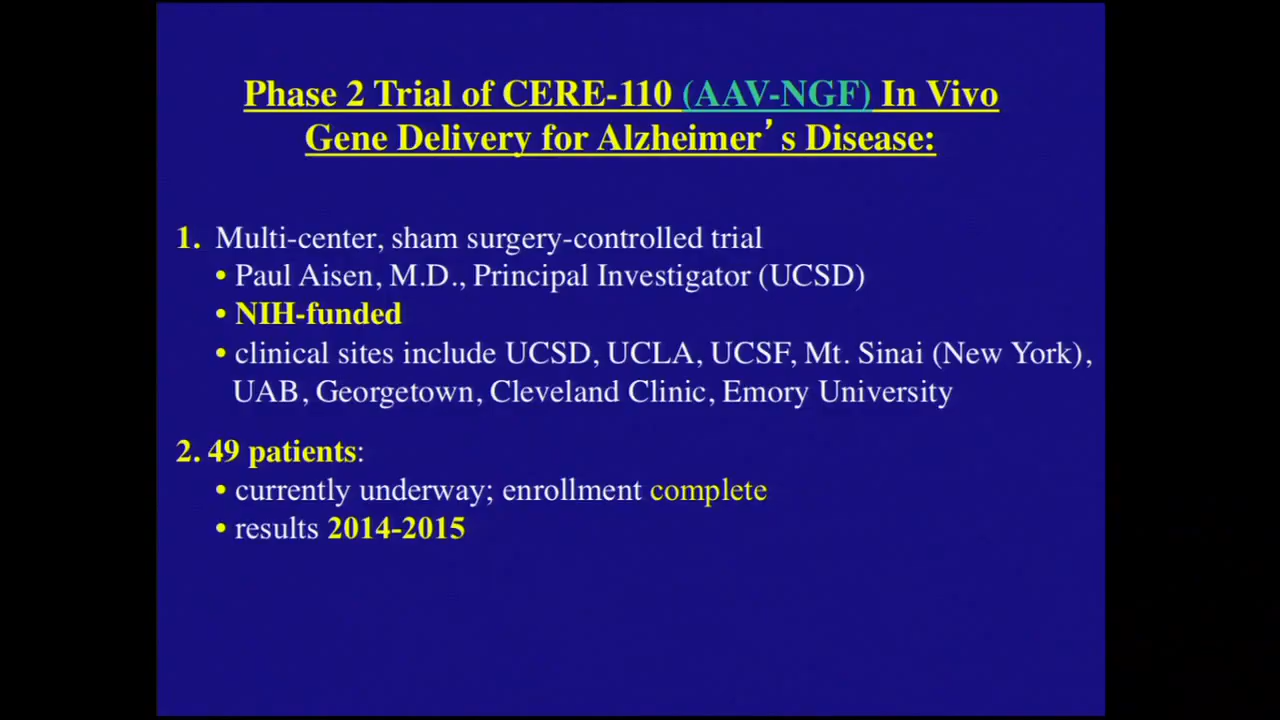 Phase 2 Trial of CERE-110 (AAV-NGF) In Vivo
Gene Delivery for Alzheimer’s Disease:
1. Multi-center, sham surgery-controlled trial
• Paul Aisen, M.D., Principal Investigator (UCSD)
• NIH-funded
• clinical sites include UCSD, UCLA, UCSF, Mt. Sinai (New York),
UAB, Georgetown, Cleveland Clinic, Emory University
2. 49 patients:
• currently underway; enrollment complete
• results 2014-2015